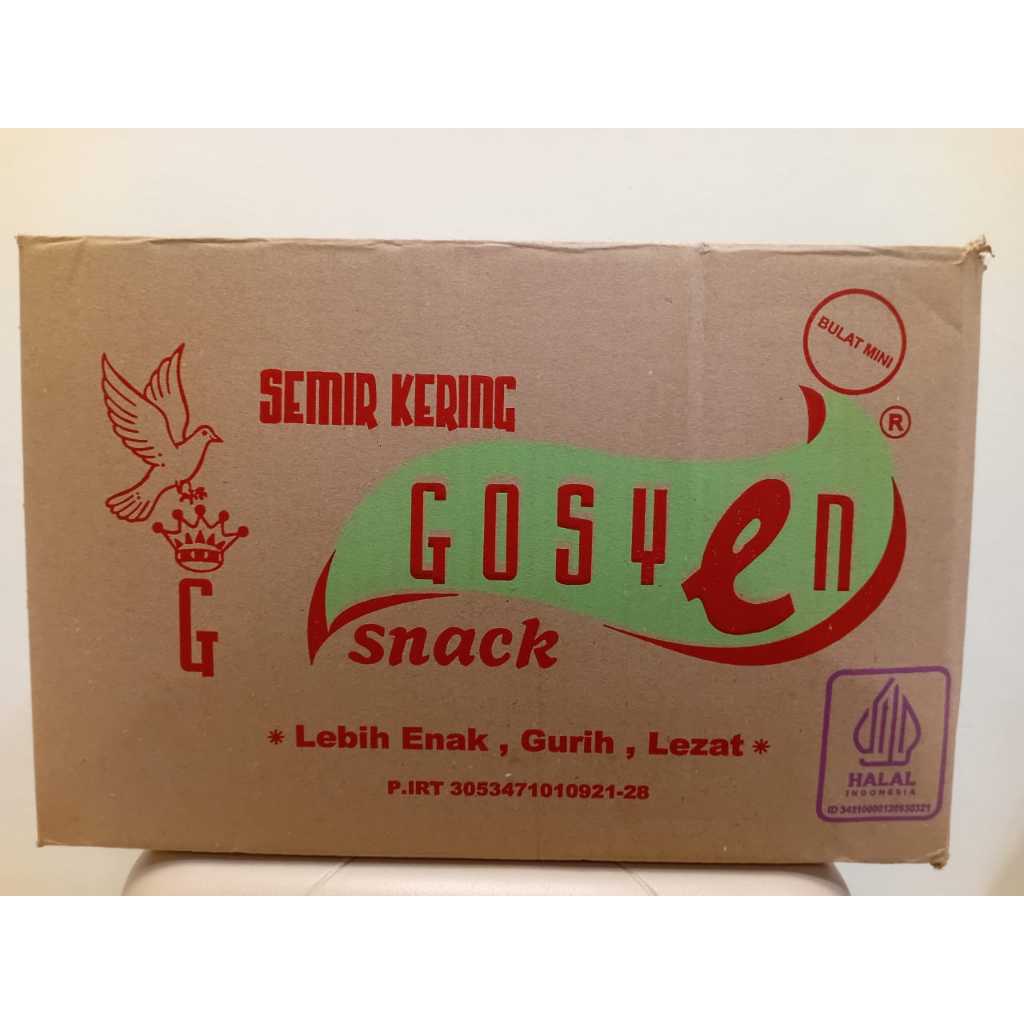 BULAT MINI
SEMIR KERING
®
GOSYEN
snack
G
* Lebih Enak , Gurih , Lezat *
P.IRT 3053471010921-28
HALAL
INDONESIA